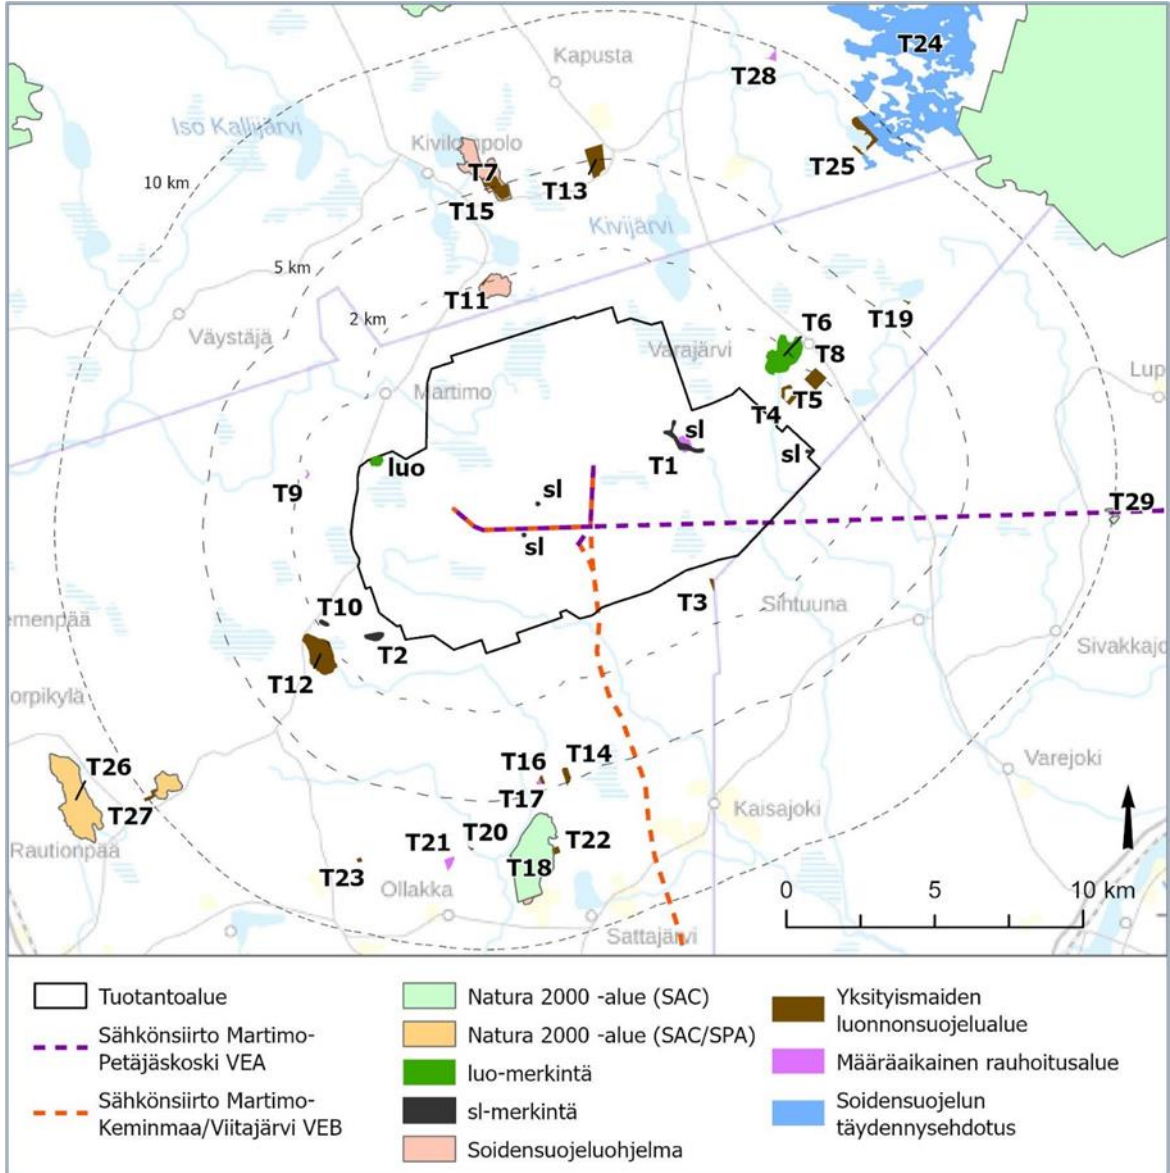 T24
Kapusta
T28
Iso Kallijärvi
T25
T7
10 km
T13
T15
Kivijärvi
5 km
T11
2 km
T19
T6
Väystäjä
Varajärvi
T8
Lup
Martimo
T5
T4
sl
sl
T1
luo
T9
sl
T29
sl
T3
Sihtuuna
T10
emenpää
T2
Sivakkajo
T12
orpikylä
T26
T16
T14
Varejoki
T27
T17
Kaisajoki
T21
T20
T22
Rautionpää
T18
T23
Ollakka
0 5 10 km
Sattajärvi
Tuotantoalue
Sähkönsiirto Martimo-
Petäjäskoski VEA
Sähkönsiirto Martimo-
Keminmaa/Viitajärvi VEB
Natura 2000 -alue (SAC)
Natura 2000 -alue (SAC/SPA)
luo-merkintä
sl-merkintä
Soidensuojeluohjelma
Yksityismaiden
luonnonsuojelualue
Määräaikainen rauhoitusalue
Soidensuojelun
täydennysehdotus